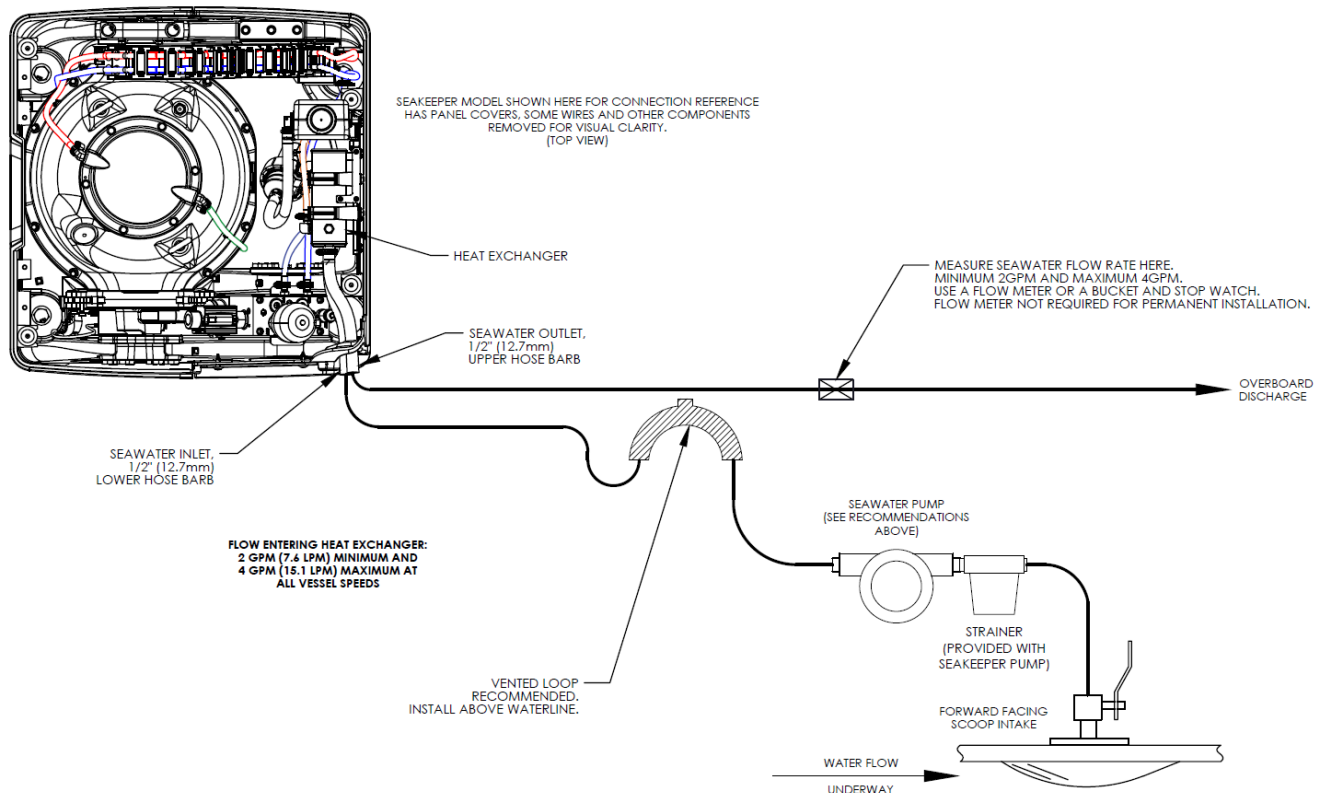 SEAKEEPER MODEL SHOWN HERE FOR CONNECTION REFERENCE
HAS PANEL COVERS, SOME WIRES AND OTHER COMPONENTS
REMOVED FOR VISUAL CLARITY.
(TOP VIEW)
HEAT EXCHANGER
MEASURE SEAWATER FLOW RATE HERE.
MINIMUM 2GPM AND MAXIMUM 4GPM.
USE A FLOW METER OR A BUCKET AND STOP WATCH.
FLOW METER NOT REQUIRED FOR PERMANENT INSTALLATION.
SEAWATER OUTLET,
1/2" (12.7mm)
UPPER HOSE BARB
OVERBOARD
DISCHARGE
SEAWATER INLET,
1/2" (12.7mm)
LOWER HOSE BARB
SEAWATER PUMP
(SEE RECOMMENDATIONS
ABOVE)
FLOW ENTERING HEAT EXCHANGER:
2 GPM (7.6 LPM) MINIMUM AND
4 GPM (15.1 LPM) MAXIMUM AT
ALL VESSEL SPEEDS
STRAINER
(PROVIDED WITH
SEAKEEPER PUMP)
VENTED LOOP
RECOMMENDED.
INSTALL ABOVE WATERLINE.
FORWARD FACING
SCOOP INTAKE
WATER FLOW
UNDERWAY